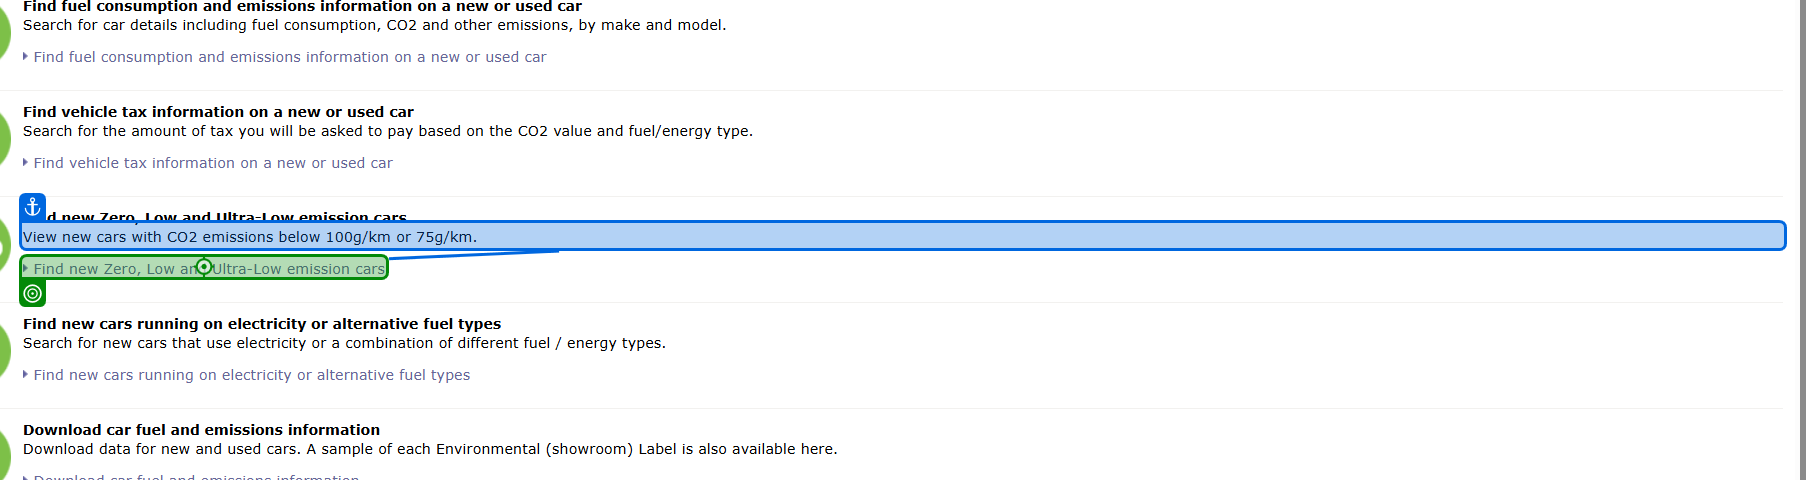 Find fuel consumption and emissions information on a new or used car
Search for car details including fuel consumption, CO2 and other emissions, by make and model.
Find fuel consumption and emissions information on a new or used car
Find vehicle tax information on a new or used car
Search for the amount of tax you will be asked to pay based on the CO2 value and fuel/energy type.
Find vehicle tax information on a new or used car
d new Zero, Low and Ultra-Low emission cars
View new cars with CO2 emissions below 100g/km or 75g/km.
Find new Zero, Low an Ultra-Low emission cars
Find new cars running on electricity or alternative fuel types
Search for new cars that use electricity or a combination of different fuel / energy types.
Find new cars running on electricity or alternative fuel types
Download car fuel and emissions information
Download data for new and used cars. A sample of each Environmental (showroom) Label is also available here.
Download car fuel and emissions information